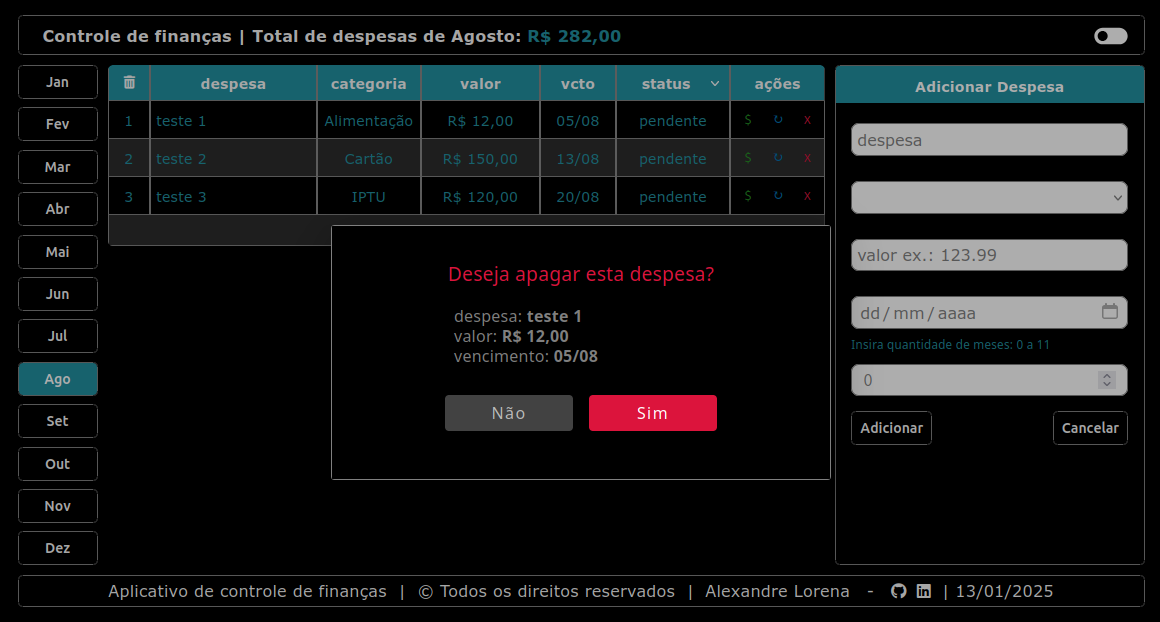 Controle de finanças | Total de despesas de Agosto: R$ 282,00
Jan
Fev
Mar
Abr
Mai
Jun
Jul
Ago
Set
Out
Nov
Dez
despesa categoria valor vcto status ações
1 teste 1 Alimentação R$ 12,00 05/08 pendente $ ↻ x
2 teste 2 Cartão R$ 150,00 13/08 pendente $ ↻ x
3 teste 3 IPTU R$ 120,00 20/08 pendente $ ↻ x
Deseja apagar esta despesa?
despesa: teste 1
valor: R$ 12,00
vencimento: 05/08
Não Sim
Adicionar Despesa
despesa
valor ex.: 123.99
dd/mm/aaaa
Insira quantidade de meses: 0 a 11
0
Adicionar Cancelar
Aplicativo de controle de finanças | © Todos os direitos reservados | Alexandre Lorena - | 13/01/2025